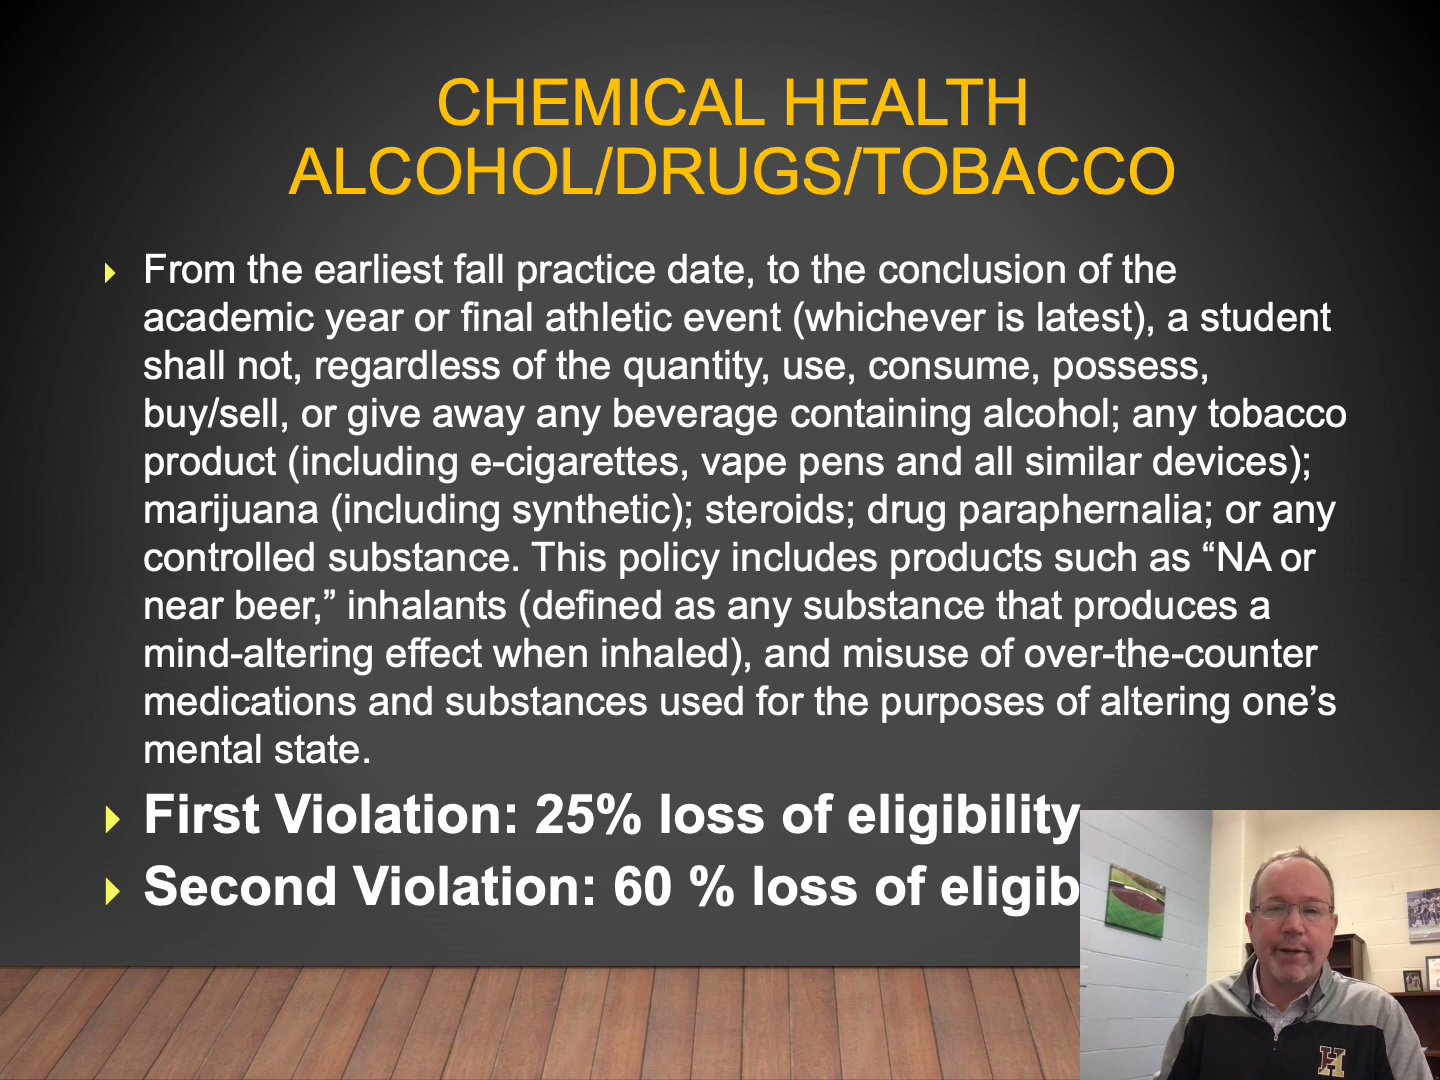 CHEMICAL HEALTH
ALCOHOL/DRUGS/TOBACCO
From the earliest fall practice date, to the conclusion of the
academic year or final athletic event (whichever is latest), a student
shall not, regardless of the quantity, use, consume, possess,
buy/sell, or give away any beverage containing alcohol; any tobacco
product (including e-cigarettes, vape pens and all similar devices);
marijuana (including synthetic); steroids; drug paraphernalia; or any
controlled substance. This policy includes products such as “NA or
near beer,” inhalants (defined as any substance that produces a
mind-altering effect when inhaled), and misuse of over-the-counter
medications and substances used for the purposes of altering one’s
mental state.
First Violation: 25% loss of eligibility
Second Violation: 60 % loss of eligib
H